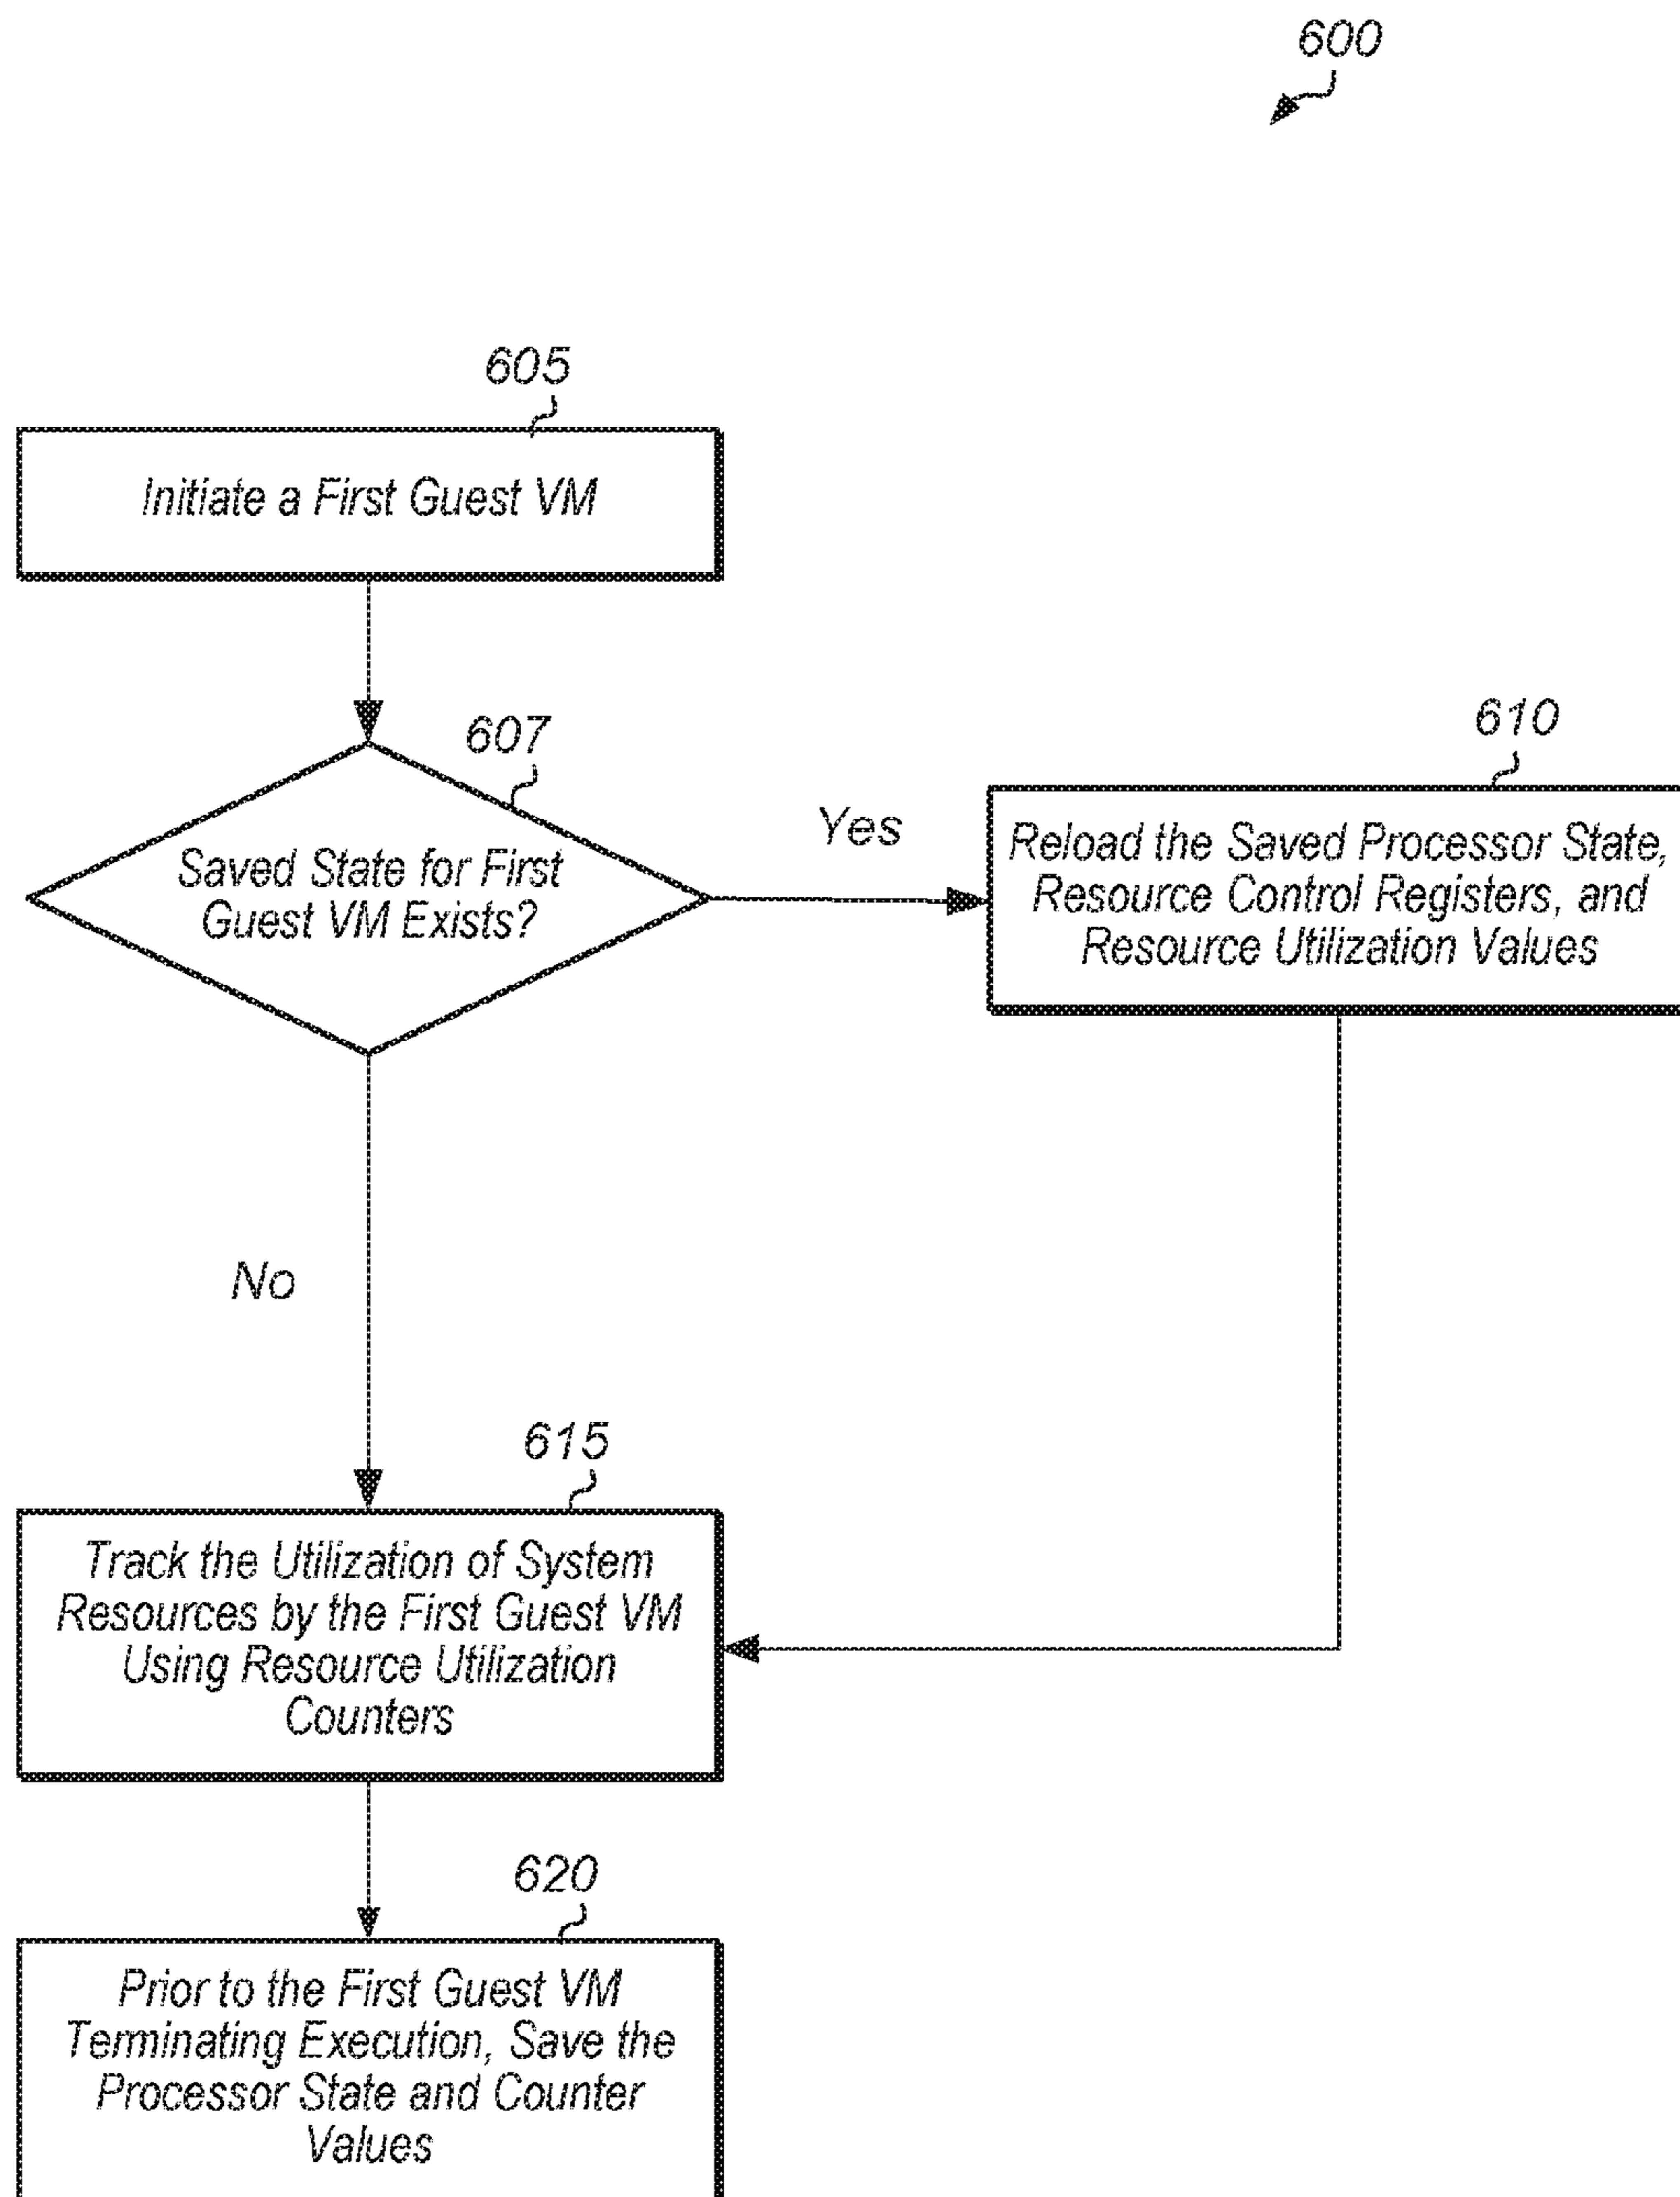 600
605
Initiate a First Guest VM
607
Saved State for First
Guest VM Exists?
Yes
610
Reload the Saved Processor State,
Resource Control Registers, and
Resource Utilization Values
No
615
Track the Utilization of System
Resources by the First Guest VM
Using Resource Utilization
Counters
620
Prior to the First Guest VM
Terminating Execution, Save the
Processor State and Counter
Values